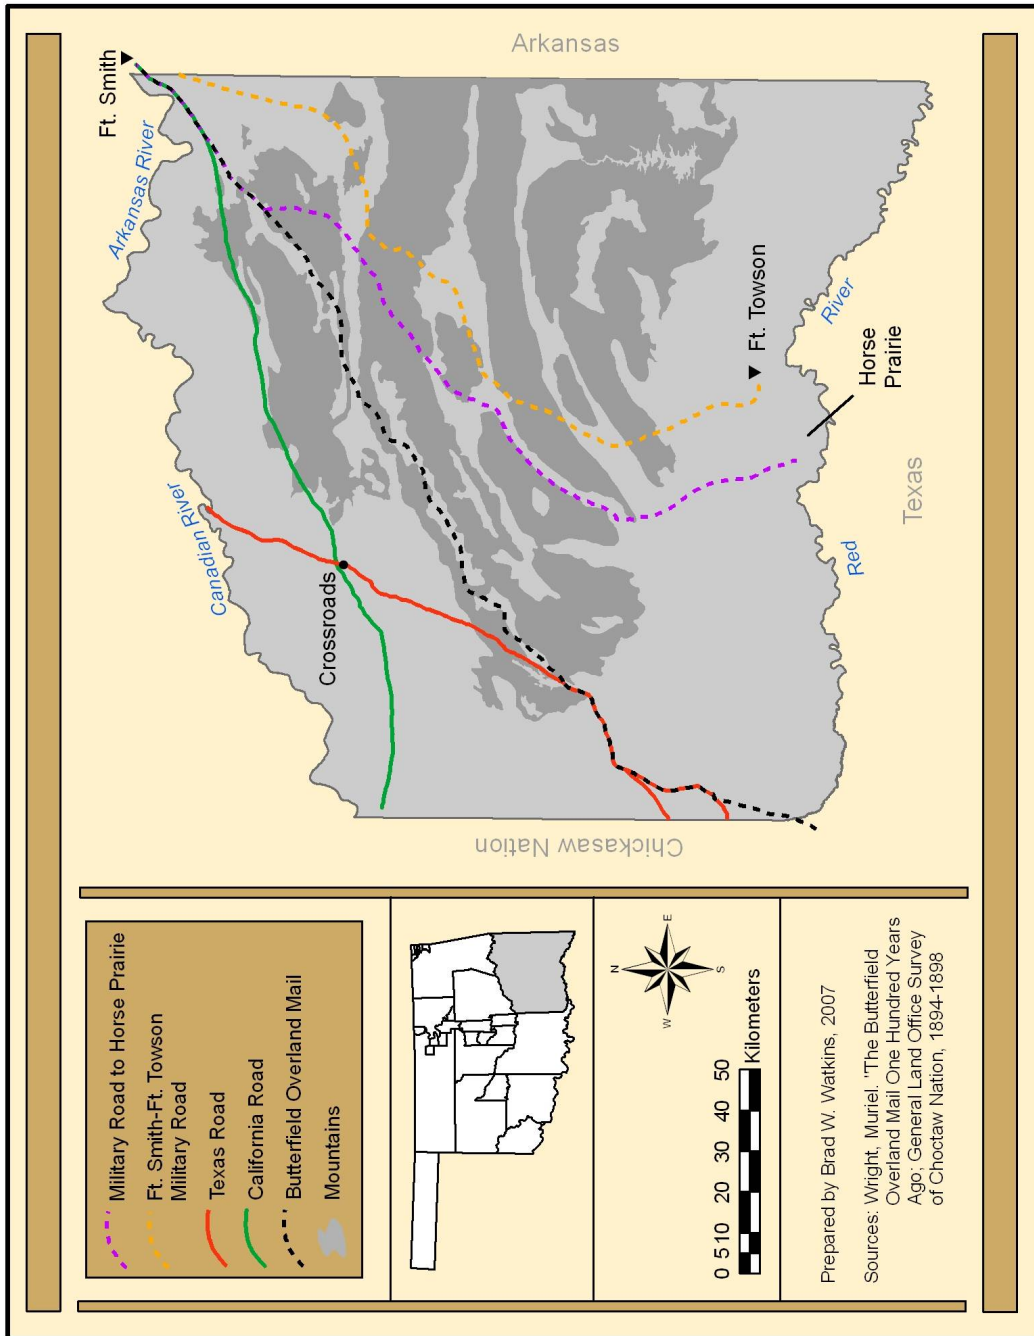 Ft. Smith
Arkansas River
Arkansas
Canadian River
Crossroads
Chickasaw Nation
Ft. Towson
Horse
Prairie
Red
River
Texas
Military Road to Horse Prairie
Ft. Smith-Ft. Towson
Military Road
Texas Road
California Road
Butterfield Overland Mail
Mountains
N
W
E
S
0 5 10 20 30 40 50
Kilometers
Prepared by Brad W. Watkins, 2007
Sources: Wright, Muriel. "The Butterfield
Overland Mail One Hundred Years
Ago; General Land Office Survey
of Choctaw Nation, 1894-1898